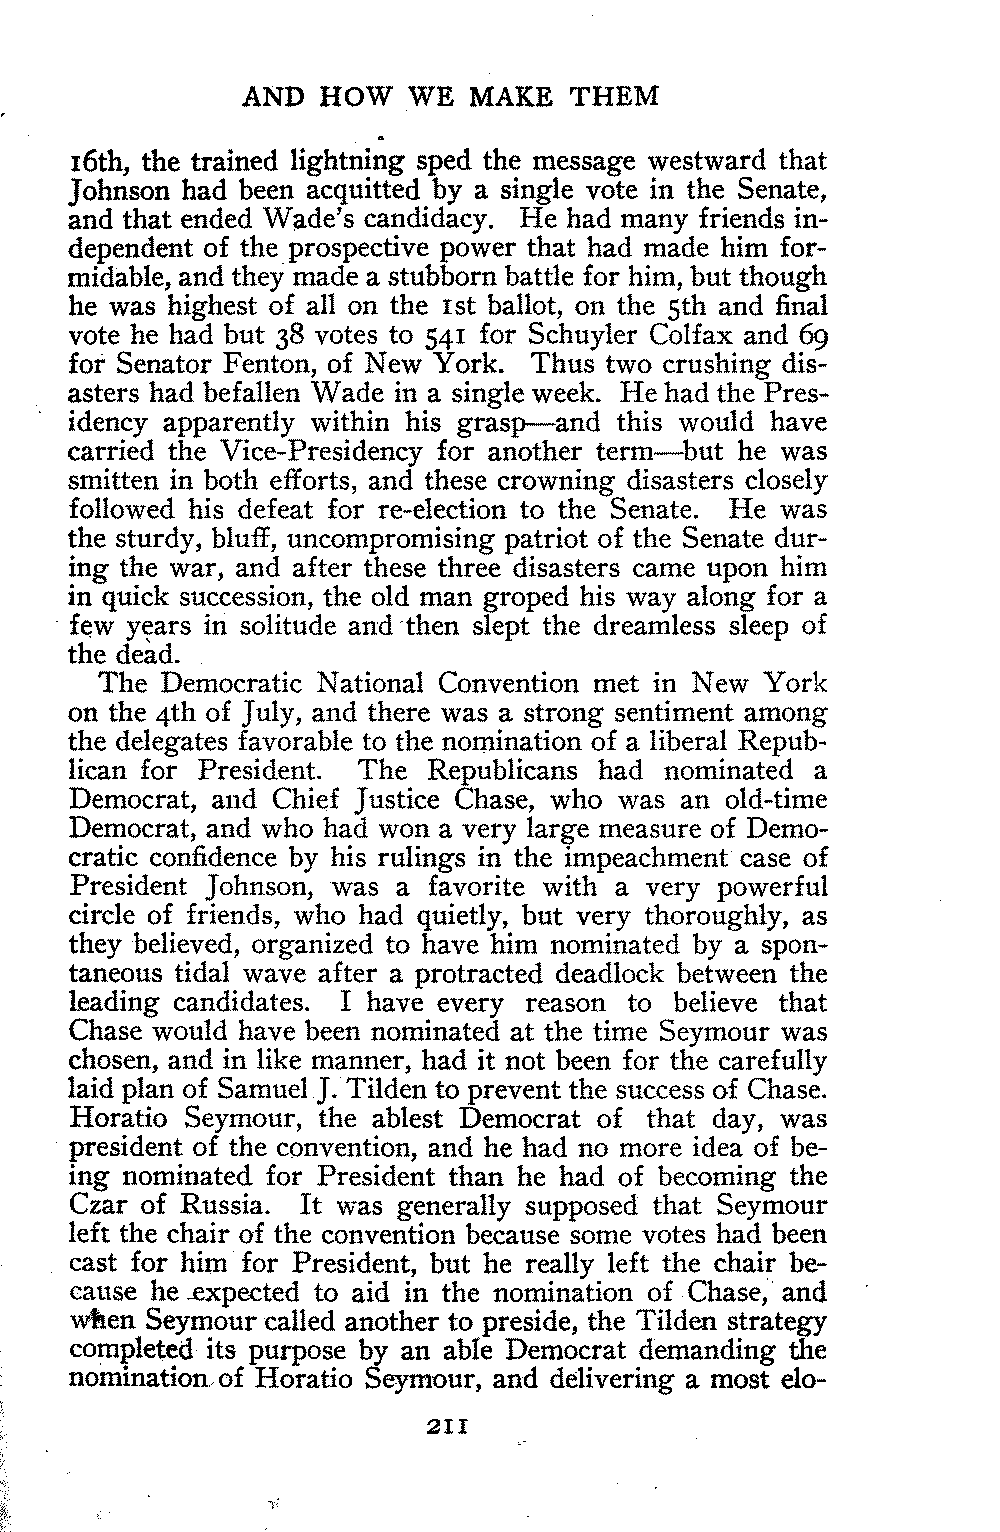 AND HOW WE MAKE THEM
16th, the trained lightning sped the message westward that
Johnson had been acquitted by a single vote in the Senate,
and that ended Wade's candidacy. He had many friends in-
dependent of the prospective power that had made him for-
midable, and they made a stubborn battle for him, but though
he was highest of all on the 1st ballot, on the 5th and final
vote he had but 38 votes to 541 for Schuyler Colfax and 69
for Senator Fenton, of New York. Thus two crushing dis-
asters had befallen Wade in a single week. He had the Pres-
idency apparently within his grasp—and this would have
carried the Vice-Presidency for another term—but he was
smitten in both efforts, and these crowning disasters closely
followed his defeat for re-election to the Senate. He was
the sturdy, bluff, uncompromising patriot of the Senate dur-
ing the war, and after these three disasters came upon him
in quick succession, the old man groped his way along for a
few years in solitude and then slept the dreamless sleep of
the dead.
The Democratic National Convention met in New York
on the 4th of July, and there was a strong sentiment among
the delegates favorable to the nomination of a liberal Repub-
lican for President. The Republicans had nominated a
Democrat, and Chief Justice Chase, who was an old-time
Democrat, and who had won a very large measure of Demo-
cratic confidence by his rulings in the impeachment case of
President Johnson, was a favorite with a very powerful
circle of friends, who had quietly, but very thoroughly, as
they believed, organized to have him nominated by a spon-
taneous tidal wave after a protracted deadlock between the
leading candidates. I have every reason to believe that
Chase would have been nominated at the time Seymour was
chosen, and in like manner, had it not been for the carefully
laid plan of Samuel J. Tilden to prevent the success of Chase.
Horatio Seymour, the ablest Democrat of that day, was
president of the convention, and he had no more idea of be-
ing nominated for President than he had of becoming the
Czar of Russia. It was generally supposed that Seymour
left the chair of the convention because some votes had been
cast for him for President, but he really left the chair be-
cause he expected to aid in the nomination of Chase, and
when Seymour called another to preside, the Tilden strategy
completed its purpose by an able Democrat demanding the
nomination of Horatio Seymour, and delivering a most elo-
211